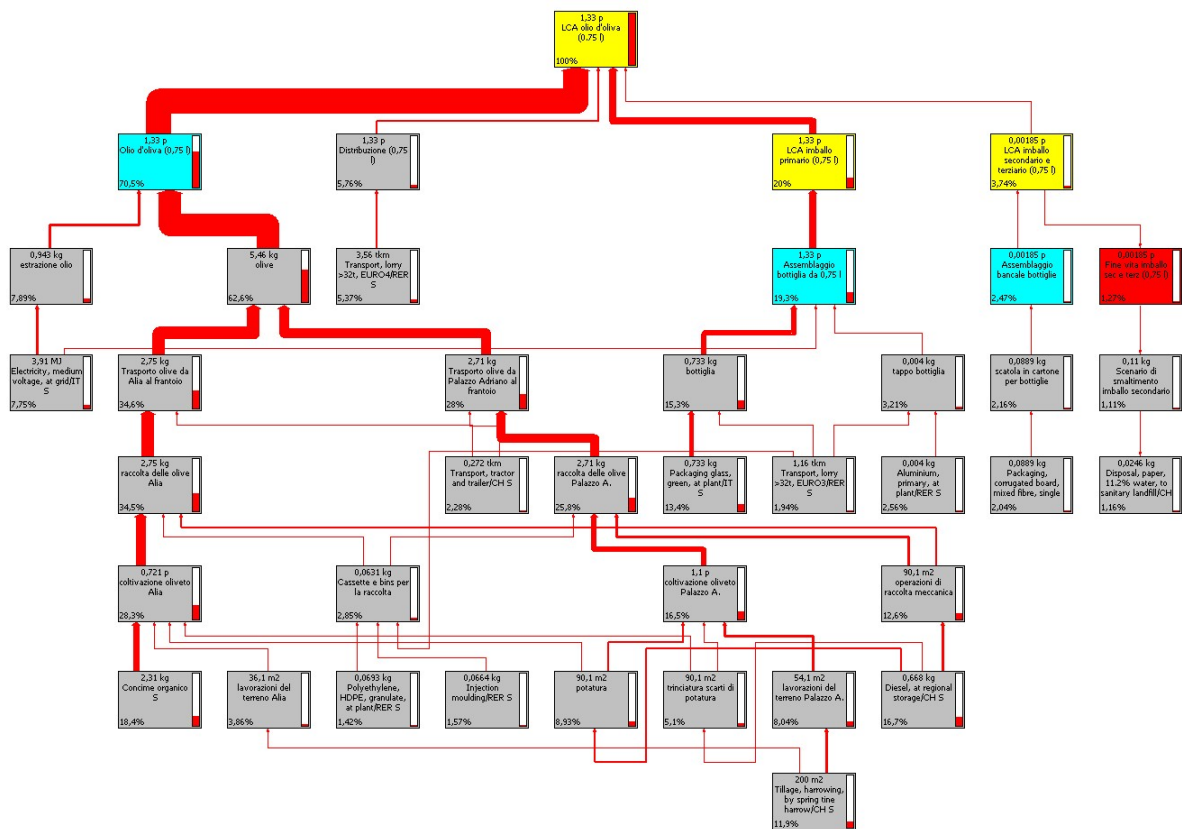 1,33 p
LCA olio d'oliva
(0.75 l)
100%
1,33 p
Olio d'oliva (0,75 l)
70,5%
1,33 p
Distribuzione (0,75
l)
5,76%
1,33 p
LCA imballo
primario (0,75 l)
20%
0,00185 p
LCA imballo
secondario e
terziario (0,75 l)
3,74%
0,943 kg
estrazione olio
7,89%
5,46 kg
olive
62,6%
3,56 tkm
Transport, lorry
>32t, EURO4/RER
S
5,37%
1,33 p
Assemblaggio
bottiglia da 0,75 l
19,3%
0,00185 p
Assemblaggio
bancale bottiglie
2,47%
0,00185 p
Fine vita imballo
sec e terz (0,75 l)
1,27%
3,91 MJ
Electricity, medium
voltage, at grid/IT
S
7,75%
2,75 kg
Trasporto olive da
Alia al frantoio
34,6%
2,71 kg
Trasporto olive da
Palazzo Adriano al
frantoio
28%
0,733 kg
bottiglia
15,3%
0,004 kg
tappo bottiglia
3,21%
0,0889 kg
scatola in cartone
per bottiglie
2,16%
0,11 kg
Scenario di
smaltimento
imballo secondario
1,11%
2,75 kg
raccolta delle olive
Alia
34,5%
0,272 tkm
Transport, tractor
and trailer/CH S
2,28%
2,71 kg
raccolta delle olive
Palazzo A.
25,8%
0,733 kg
Packaging glass,
green, at plant/IT
S
13,4%
1,16 tkm
Transport, lorry
>32t, EURO3/RER
S
1,94%
0,004 kg
Aluminium,
primary, at
plant/RER S
2,56%
0,0889 kg
Packaging,
corrugated board,
mixed fibre, single
2,04%
0,0246 kg
Disposal, paper,
11.2% water, to
sanitary landfill/CH
1,16%
0,721 p
coltivazione oliveto
Alia
28,3%
0,0631 kg
Cassette e bins per
la raccolta
2,85%
1,1 p
coltivazione oliveto
Palazzo A.
16,5%
90,1 m2
operazioni di
raccolta meccanica
12,6%
2,31 kg
Concime organico
S
18,4%
36,1 m2
lavorazioni del
terreno Alia
3,86%
0,0693 kg
Polyethylene,
HDPE, granulate,
at plant/RER S
1,42%
0,0664 kg
Injection
moulding/RER S
1,57%
90,1 m2
potatura
8,93%
90,1 m2
trinciatura scarti di
potatura
5,1%
54,1 m2
lavorazioni del
terreno Palazzo A.
8,04%
0,668 kg
Diesel, at regional
storage/CH S
16,7%
200 m2
Tillage, harrowing,
by spring tine
harrow/CH S
11,9%